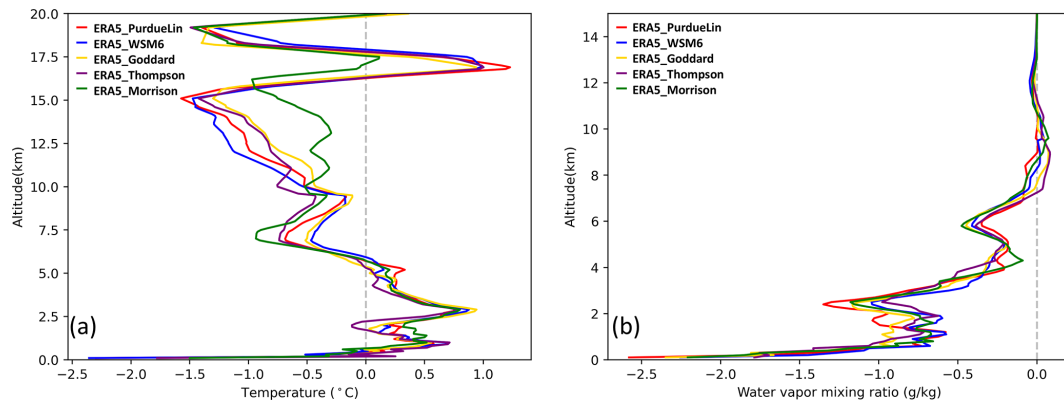 20.0
17.5
15.0
12.5
10.0
7.5
5.0
2.5
0.0
Altitude(km)
ERA5_PurdueLin
ERA5_WSM6
ERA5_Goddard
ERA5_Thompson
ERA5_Morrison
(a)
−2.5 −2.0 −1.5 −1.0 −0.5 0.0 0.5 1.0
Temperature (°C)
14
12
10
8
6
4
2
0
Altitude(km)
ERA5_PurdueLin
ERA5_WSM6
ERA5_Goddard
ERA5_Thompson
ERA5_Morrison
(b)
−2.5 −2.0 −1.5 −1.0 −0.5 0.0
Water vapor mixing ratio (g/kg)